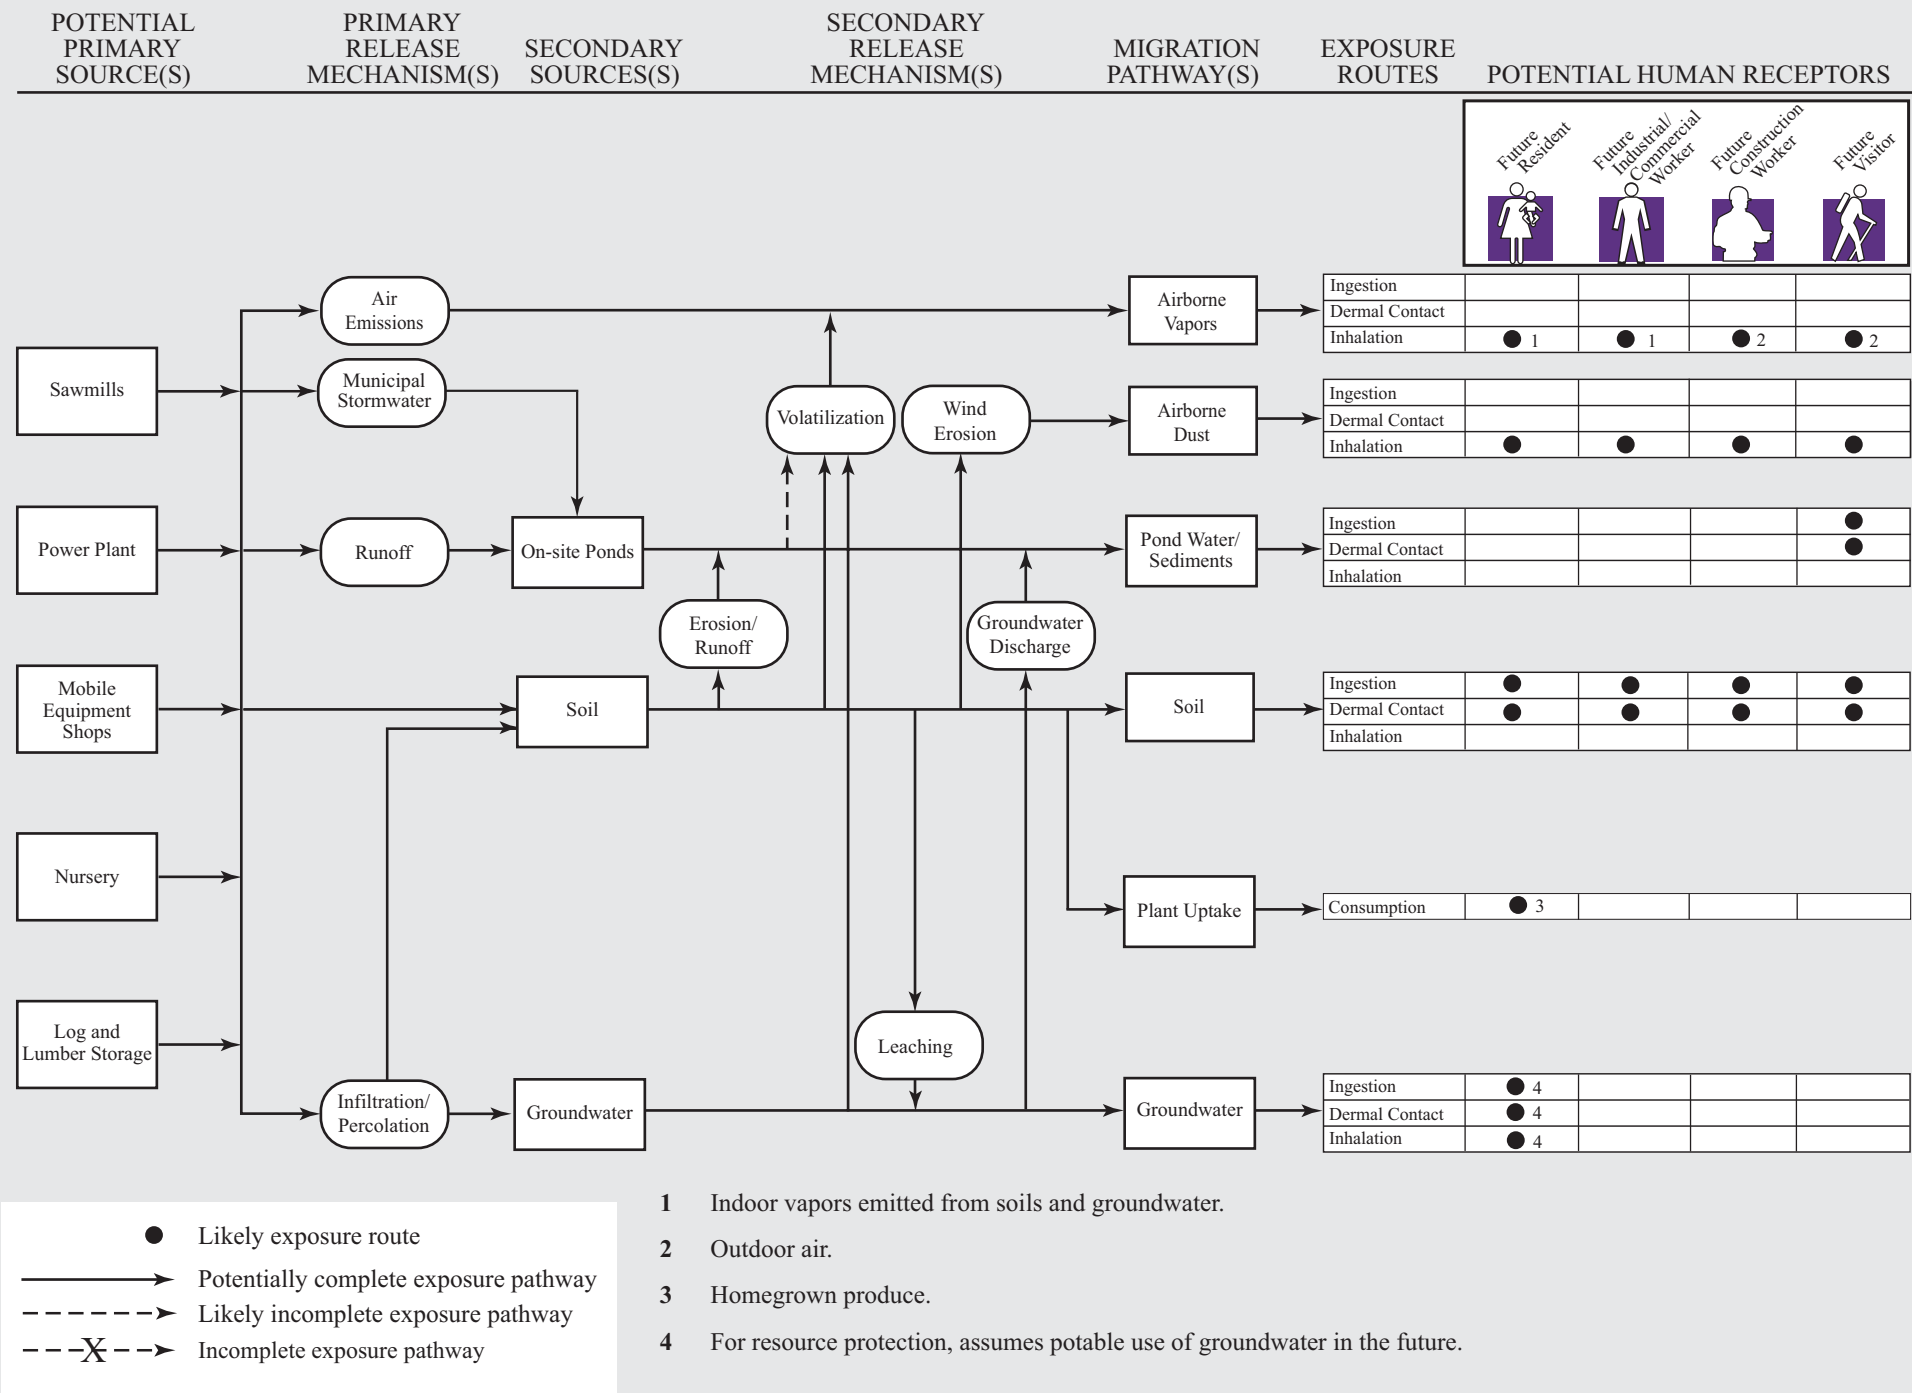 POTENTIAL
PRIMARY
SOURCE(S)
PRIMARY
RELEASE
MECHANISM(S)
SECONDARY
SOURCES(S)
SECONDARY
RELEASE
MECHANISM(S)
MIGRATION
PATHWAY(S)
EXPOSURE
ROUTES
POTENTIAL HUMAN RECEPTORS
Future
Resident
Future
Industrial/
Commercial
Worker
Future
Construction
Worker
Future
Visitor
Sawmills
Power Plant
Mobile
Equipment
Shops
Nursery
Log and
Lumber Storage
Air
Emissions
Municipal
Stormwater
Runoff
Infiltration/
Percolation
On-site Ponds
Soil
Groundwater
Erosion/
Runoff
Volatilization
Wind
Erosion
Groundwater
Discharge
Leaching
Airborne
Vapors
Ingestion
Dermal Contact
Inhalation 1 1 2 2
Airborne
Dust
Ingestion
Dermal Contact
Inhalation
Pond Water/
Sediments
Ingestion
Dermal Contact
Inhalation
Soil
Ingestion
Dermal Contact
Inhalation
Plant Uptake
Consumption 3
Groundwater
Ingestion 4
Dermal Contact 4
Inhalation 4
Likely exposure route
Potentially complete exposure pathway
Likely incomplete exposure pathway
X Incomplete exposure pathway
1 Indoor vapors emitted from soils and groundwater.
2 Outdoor air.
3 Homegrown produce.
4 For resource protection, assumes potable use of groundwater in the future.